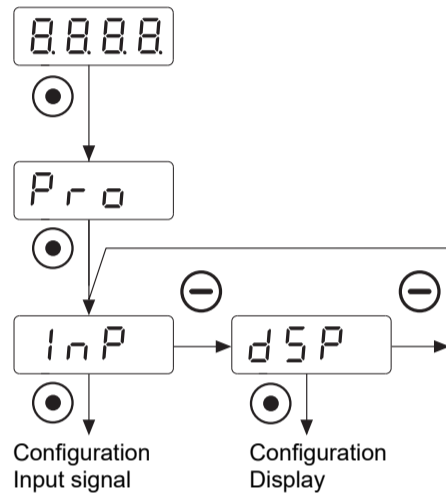 8.8.8.8.
Pro
InP
dSP
Configuration
Input signal
Configuration
Display